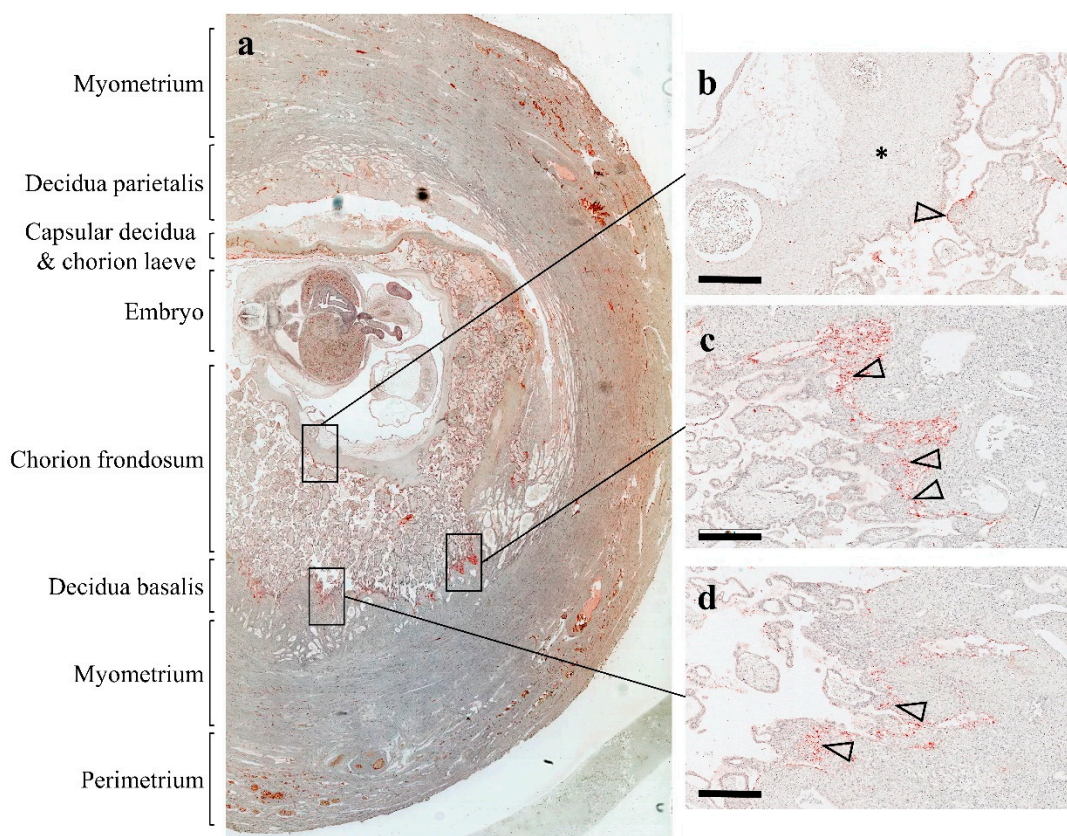 a
Myometrium
Decidua parietalis
Capsular decidua
& chorion laeve
Embryo
Chorion frondosum
Decidua basalis
Myometrium
Perimetrium
b
*
c
d